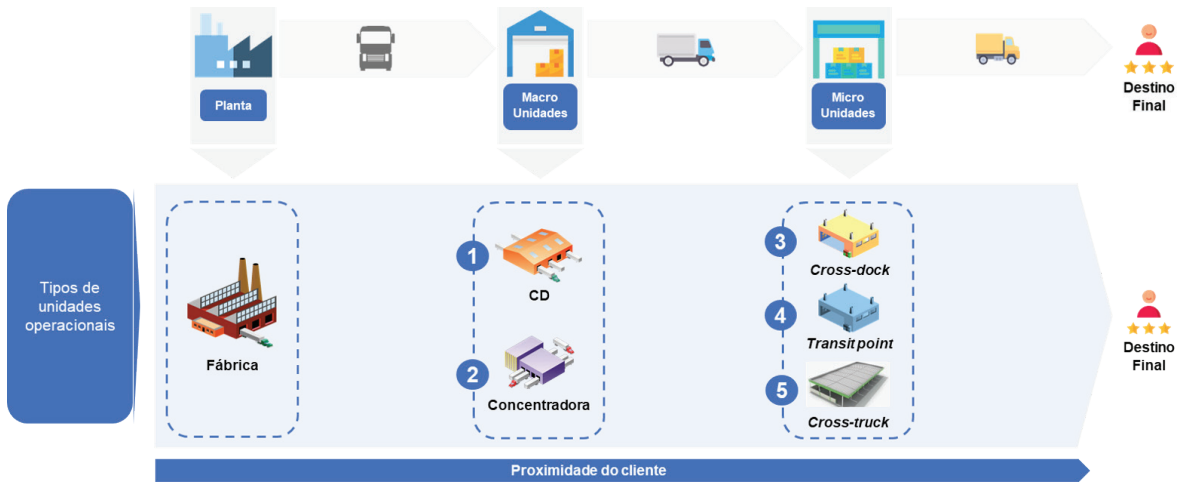 Planta
Macro
Unidades
Micro
Unidades
Destino
Final
Tipos de
unidades
operacionais
Fábrica
1
CD
2
Concentradora
3
Cross-dock
4
Transit point
5
Cross-truck
Destino
Final
Proximidade do cliente